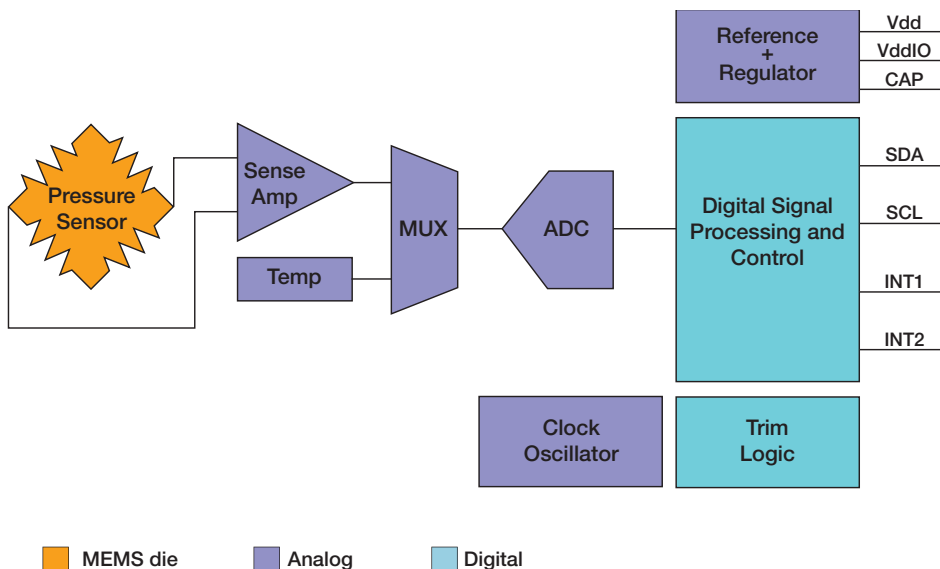 Reference
+
Regulator
Vdd
VddIO
CAP
Pressure
Sensor
Sense
Amp
Temp
MUX
ADC
Digital Signal
Processing and
Control
SDA
SCL
INT1
INT2
Clock
Oscillator
Trim
Logic
MEMS die
Analog
Digital